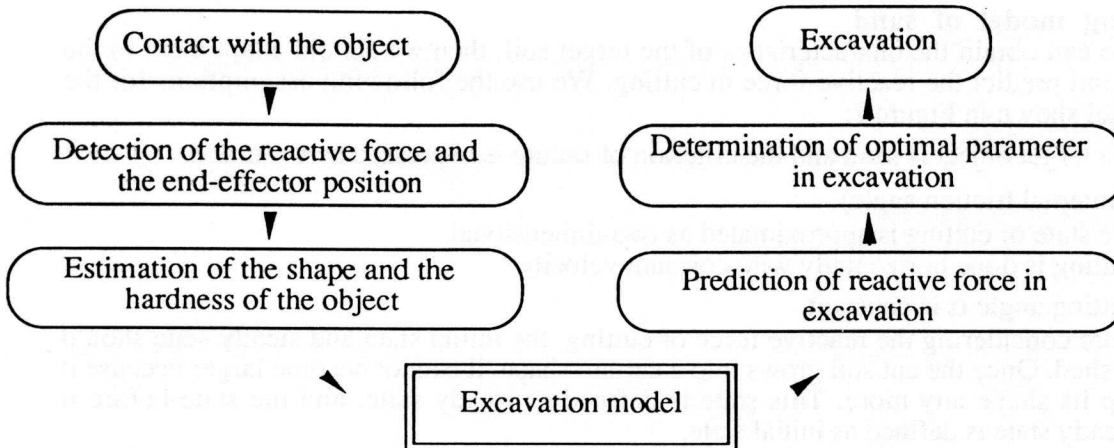 Contact with the object
Detection of the reactive force and
the end-effector position
Estimation of the shape and the
hardness of the object
Excavation model
Prediction of reactive force in
excavation
Determination of optimal parameter
in excavation
Excavation